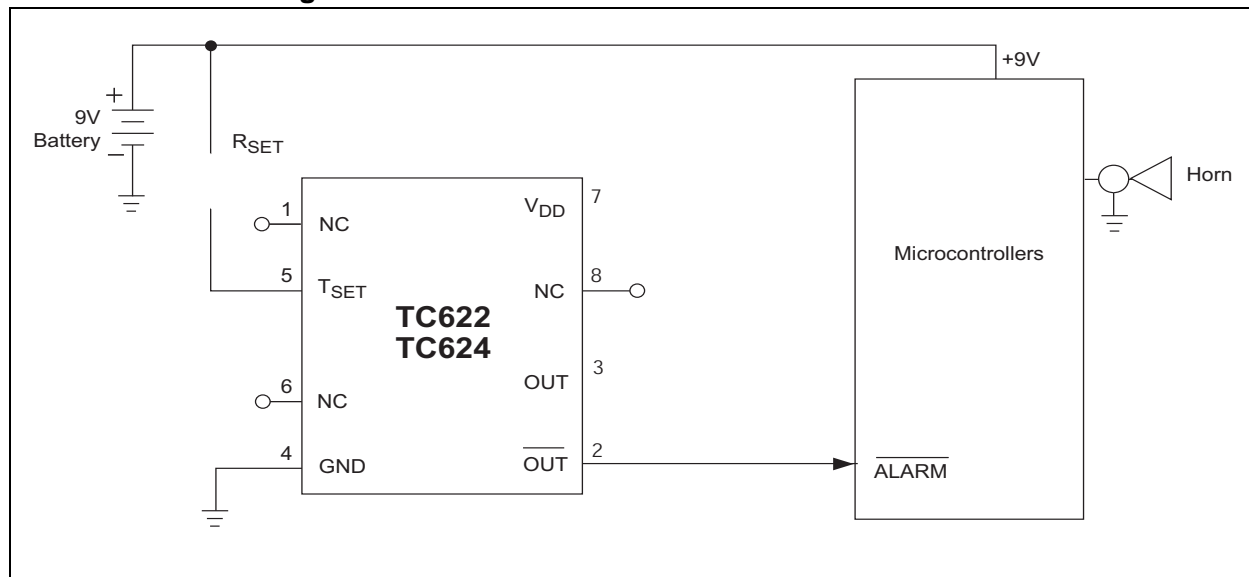 g
+9V
+
9V
Battery
−
RSET
1
NC
VDD
7
5
TSET
NC
8
TC622
TC624
OUT
3
6
NC
4
GND
OUT
2
Microcontrollers
ALARM
Horn